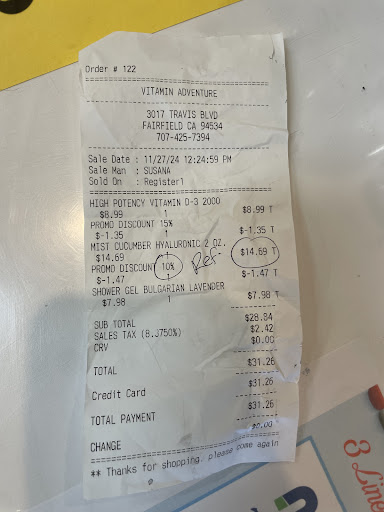 Order # 122
VITAMIN ADVENTURE
3017 TRAVIS BLVD
FAIRFIELD CA 94534
707-425-7394
Sale Date : 11/27/24 12:24:59 PM
Sale Man : SUSANA
Sold On : Register1
HIGH POTENCY VITAMIN D-3 2000
$8.99 1 $8.99 T
PROMO DISCOUNT 15%
$-1.35 1 $-1.35 T
MIST CUCUMBER HYALURONIC 2 OZ.
$14.69 1 $14.69 T
PROMO DISCOUNT 10% Ref.
$-1.47 1 $-1.47 T
SHOWER GEL BULGARIAN LAVENDER
$7.98 1 $7.98 T
SUB TOTAL $28.84
SALES TAX (8.3750%) $2.42
CRV $0.00
TOTAL $31.26
Credit Card $31.26
TOTAL PAYMENT $31.26
CHANGE $0.00
** Thanks for shopping. please come again
3 Line